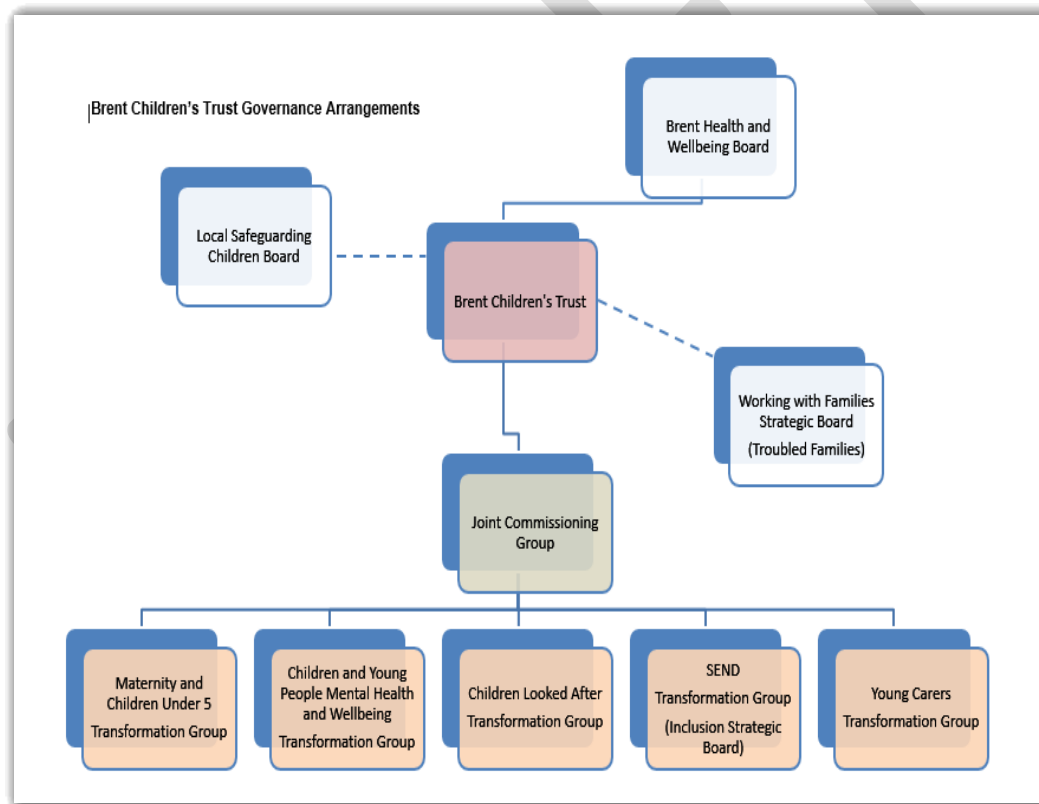 Brent Children's Trust Governance Arrangements
Brent Health and
Wellbeing Board
Local Safeguarding
Children Board
Brent Children's Trust
Working with Families
Strategic Board
(Troubled Families)
Joint Commissioning
Group
Maternity and
Children Under 5
Transformation Group
Children and Young
People Mental Health
and Wellbeing
Transformation Group
Children Looked After
Transformation Group
SEND
Transformation Group
(Inclusion Strategic
Board)
Young Carers
Transformation Group